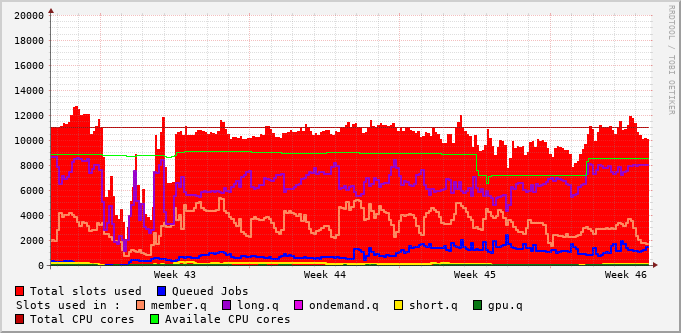 RRDTOOL / TOBI OETIKER
20000
18000
16000
14000
12000
10000
8000
6000
4000
2000
0
Week 43 Week 44 Week 45 Week 46
Total slots used Queued Jobs
Slots used in : member.q long.q ondemand.q short.q gpu.q
Total CPU cores Availale CPU cores